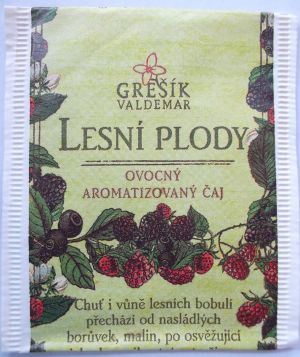 GREŠÍK
VALDEMAR
LESNÍ PLODY
OVOCNÝ
AROMATIZOVANÝ ČAJ
Chuť i vůně lesních bobulí
přechází od nasládlých
borůvek, malin, po osvěžující